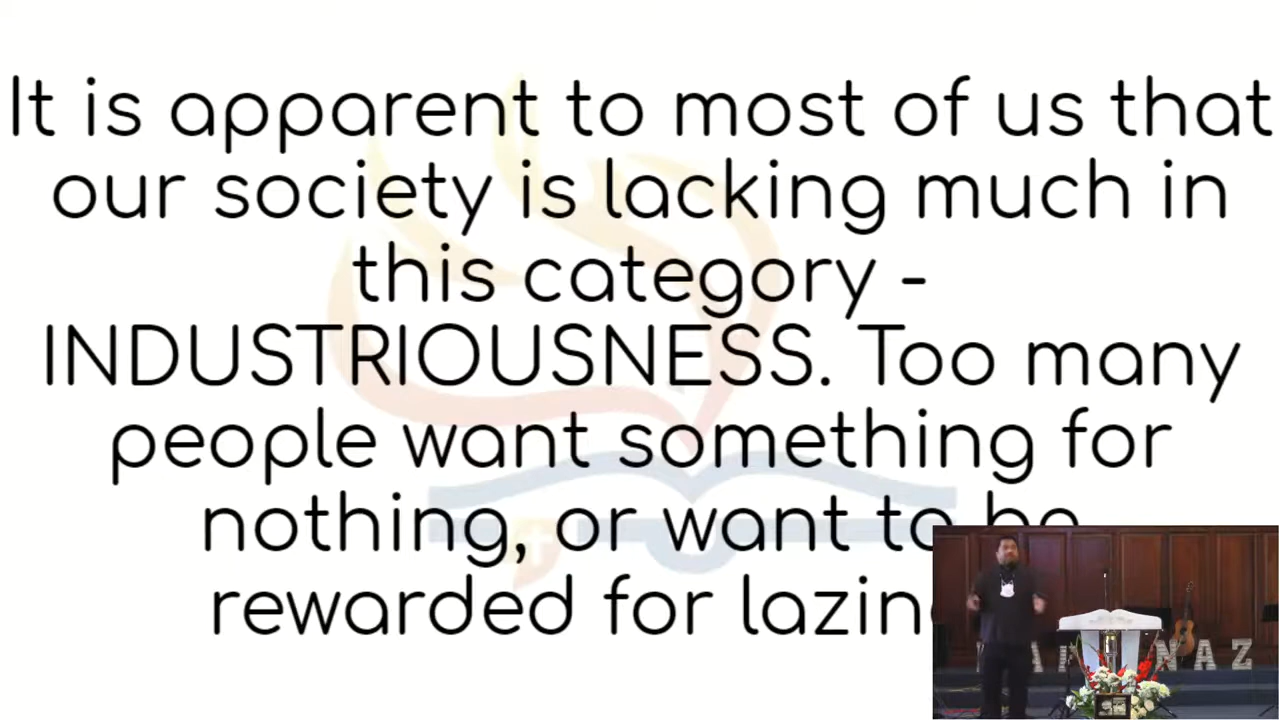 It is apparent to most of us that
our society is lacking much in
this category -
INDUSTRIOUSNESS. Too many
people want something for
nothing, or want to be
rewarded for
N A Z